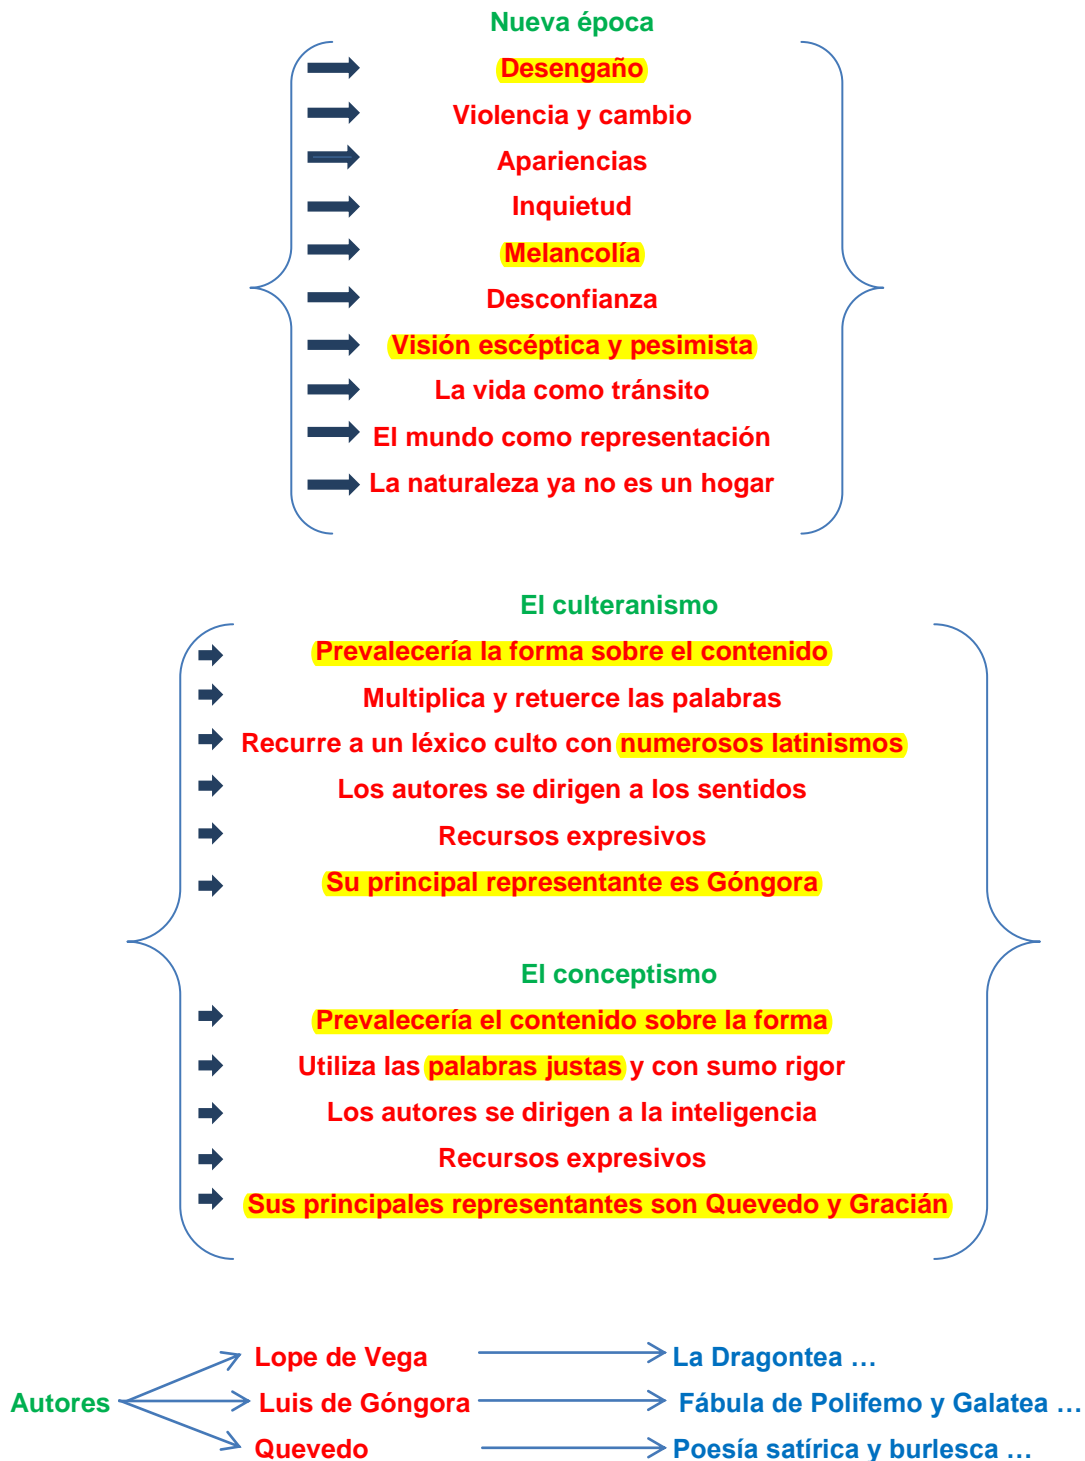 Nueva época
Desengaño
Violencia y cambio
Apariencias
Inquietud
Melancolía
Desconfianza
Visión escéptica y pesimista
La vida como tránsito
El mundo como representación
La naturaleza ya no es un hogar
El culteranismo
Prevalecería la forma sobre el contenido
Multiplica y retuerce las palabras
Recurre a un léxico culto con numerosos latinismos
Los autores se dirigen a los sentidos
Recursos expresivos
Su principal representante es Góngora
El conceptismo
Prevalecería el contenido sobre la forma
Utiliza las palabras justas y con sumo rigor
Los autores se dirigen a la inteligencia
Recursos expresivos
Sus principales representantes son Quevedo y Gracián
Lope de Vega La Dragontea …
Autores Luis de Góngora Fábula de Polifemo y Galatea …
Quevedo Poesía satírica y burlesca …